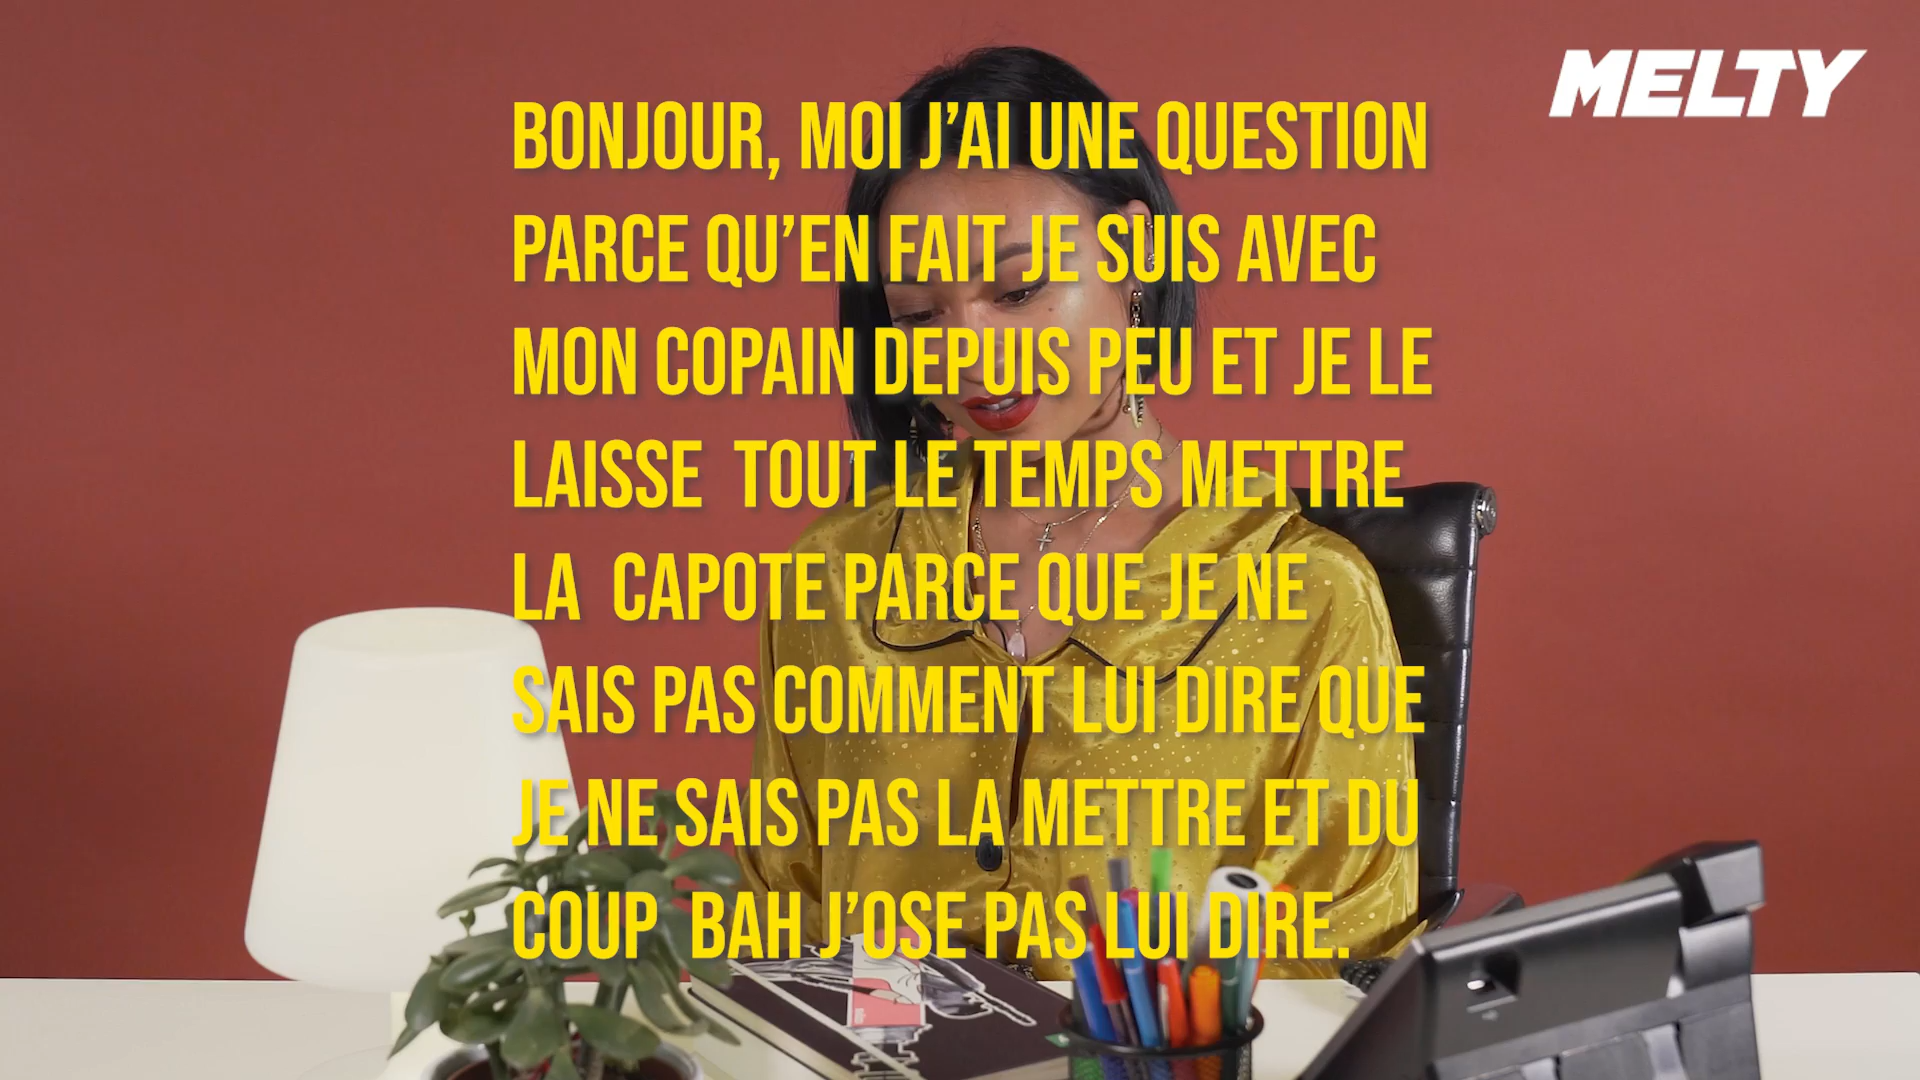 MELTY
BONJOUR, MOI J'AI UNE QUESTION
PARCE QU'EN FAIT JE SUIS AVEC
MON COPAIN DEPUIS PEU ET JE LE
LAISSE TOUT LE TEMPS METTRE
LA CAPOTE PARCE QUE JE NE
SAIS PAS COMMENT LUI DIRE QUE
JE NE SAIS PAS LA METTRE ET DU
COUP BAH J'OSE PAS LUI DIRE.